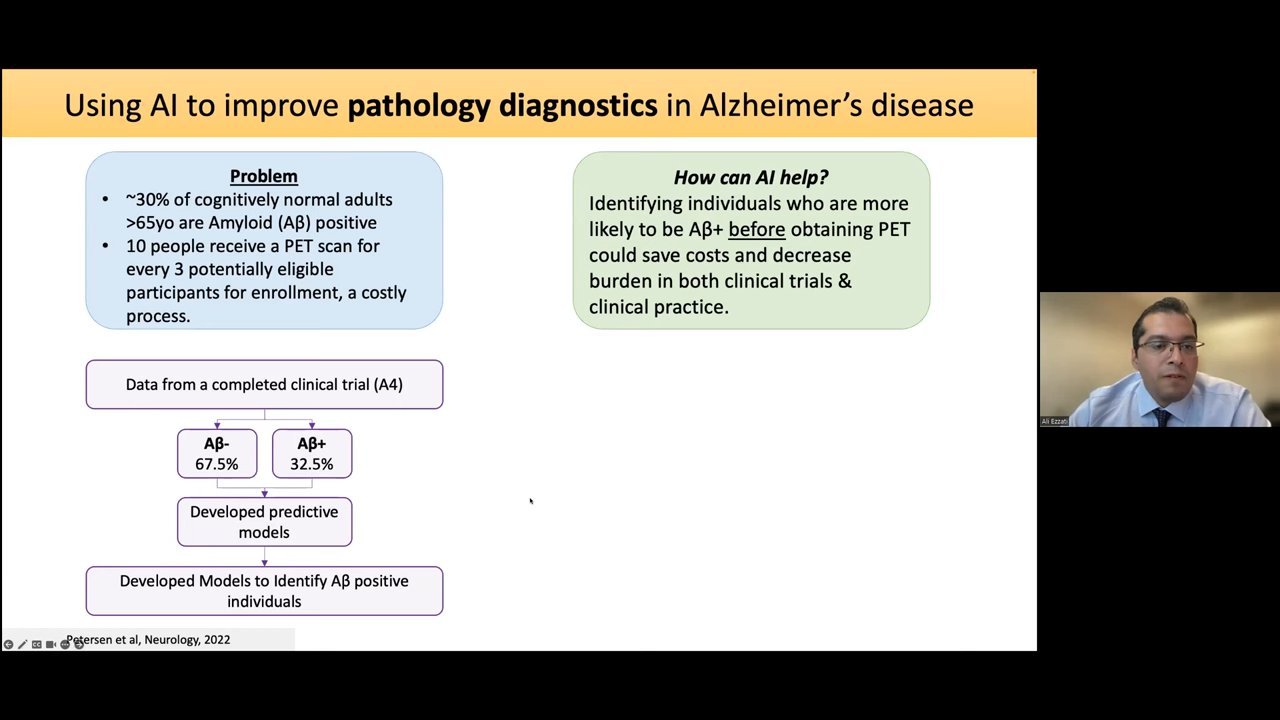 Using AI to improve pathology diagnostics in Alzheimer's disease
Problem
• ~30% of cognitively normal adults
>65yo are Amyloid (Aβ) positive
• 10 people receive a PET scan for
every 3 potentially eligible
participants for enrollment, a costly
process.
How can AI help?
Identifying individuals who are more
likely to be Aβ+ before obtaining PET
could save costs and decrease
burden in both clinical trials &
clinical practice.
Data from a completed clinical trial (A4)
Aβ-
67.5%
Aβ+
32.5%
Developed predictive
models
Developed Models to Identify Aβ positive
individuals
Petersen et al, Neurology, 2022
Ali Ezzati